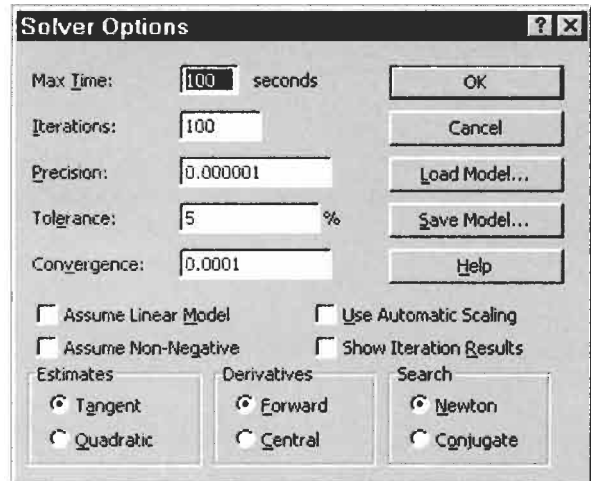 Solver Options ? X
Max Time: 100 seconds OK
Iterations: 100 Cancel
Precision: 0.000001 Load Model...
Tolerance: 5 % Save Model...
Convergence: 0.0001 Help
Assume Linear Model Use Automatic Scaling
Assume Non-Negative Show Iteration Results
Estimates Derivatives Search
Tangent Forward Newton
Quadratic Central Conjugate